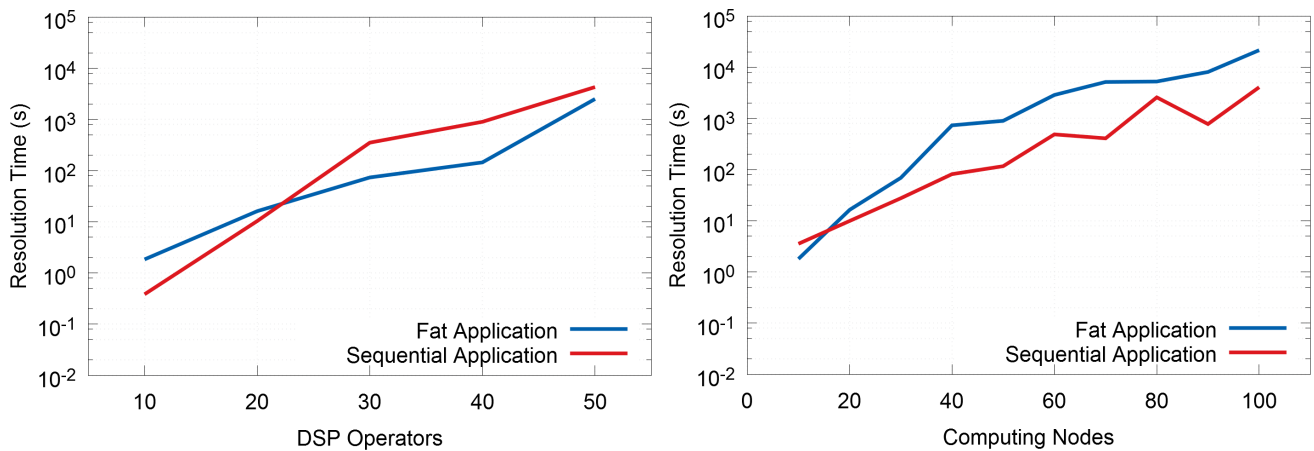 10^5
10^4
10^3
10^2
10^1
10^0
10^-1
10^-2
Resolution Time (s)
Fat Application
Sequential Application
10 20 30 40 50
DSP Operators
10^5
10^4
10^3
10^2
10^1
10^0
10^-1
10^-2
Resolution Time (s)
Fat Application
Sequential Application
0 20 40 60 80 100
Computing Nodes